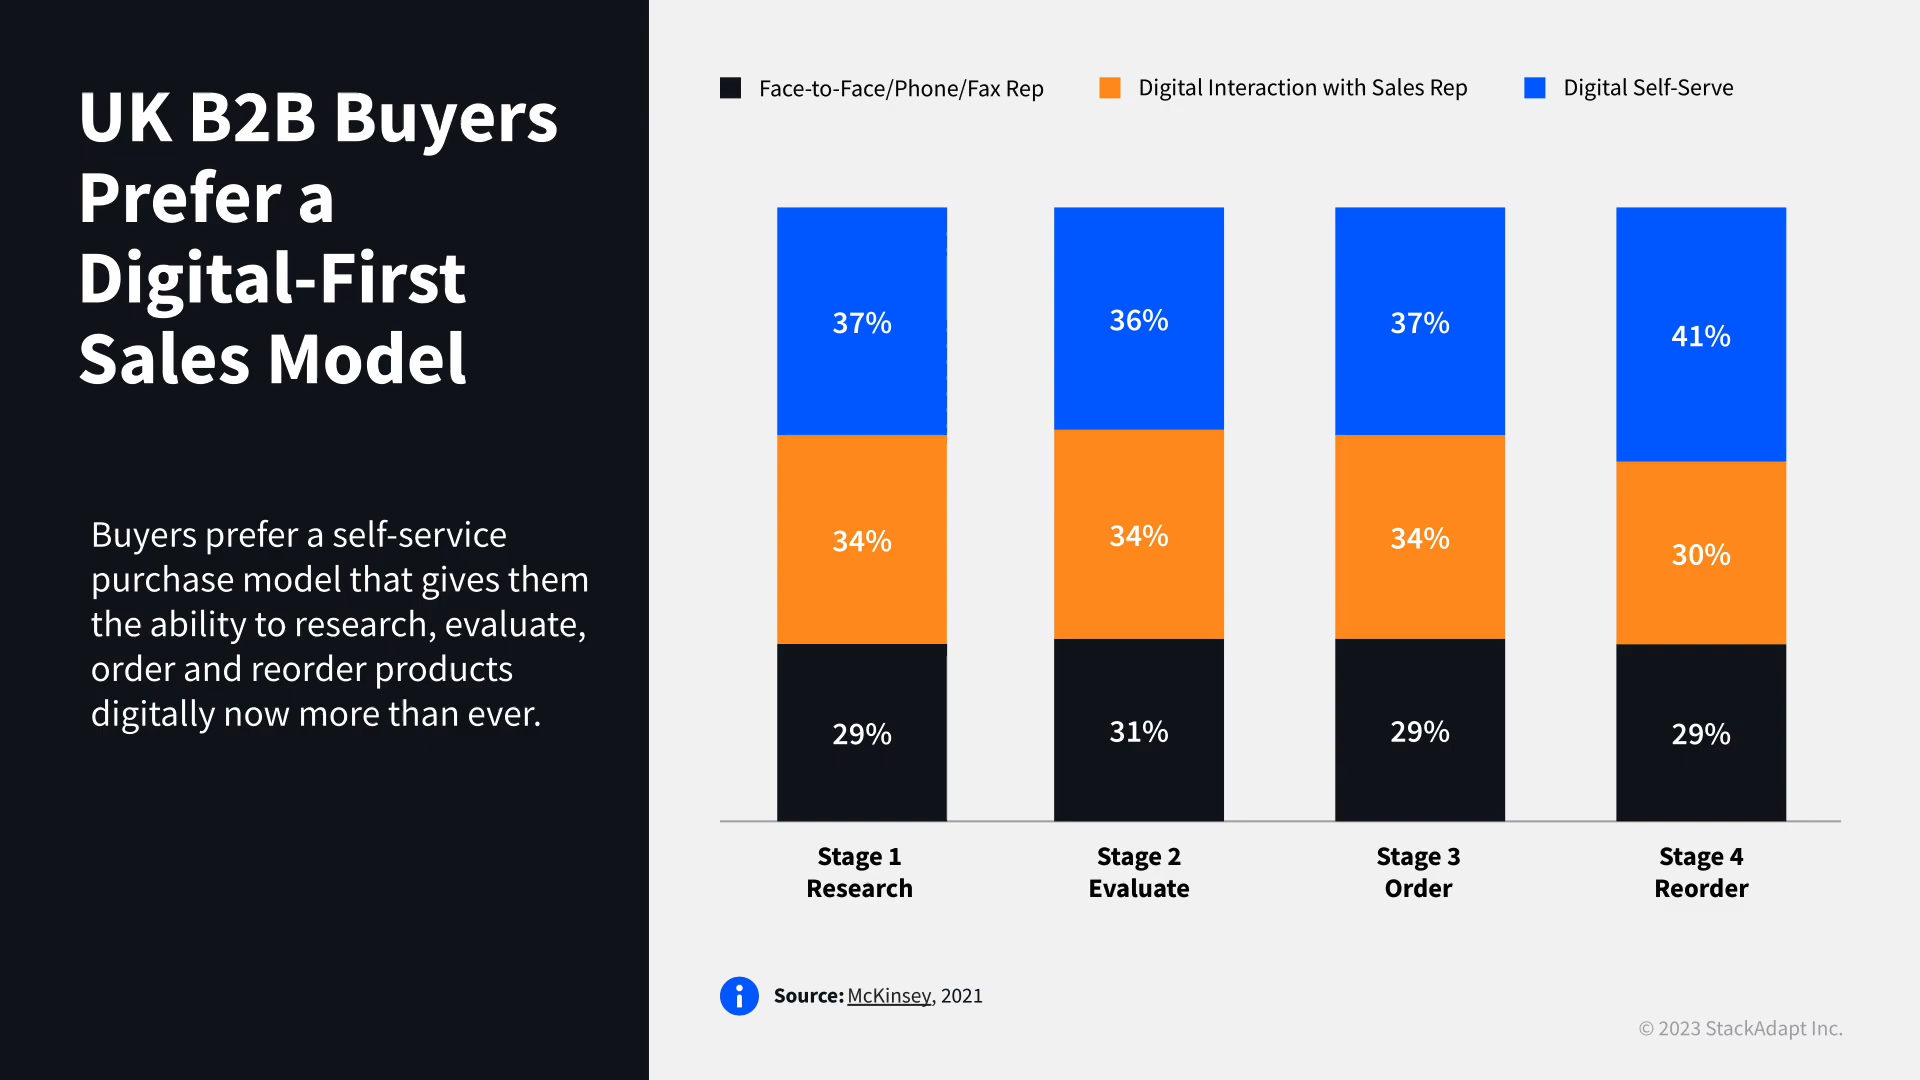 UK B2B Buyers
Prefer a
Digital-First
Sales Model
Buyers prefer a self-service
purchase model that gives them
the ability to research, evaluate,
order and reorder products
digitally now more than ever.
Face-to-Face/Phone/Fax Rep
Digital Interaction with Sales Rep
Digital Self-Serve
37%
36%
37%
41%
34%
34%
34%
30%
29%
31%
29%
29%
Stage 1
Research
Stage 2
Evaluate
Stage 3
Order
Stage 4
Reorder
Source: McKinsey, 2021
© 2023 StackAdapt Inc.